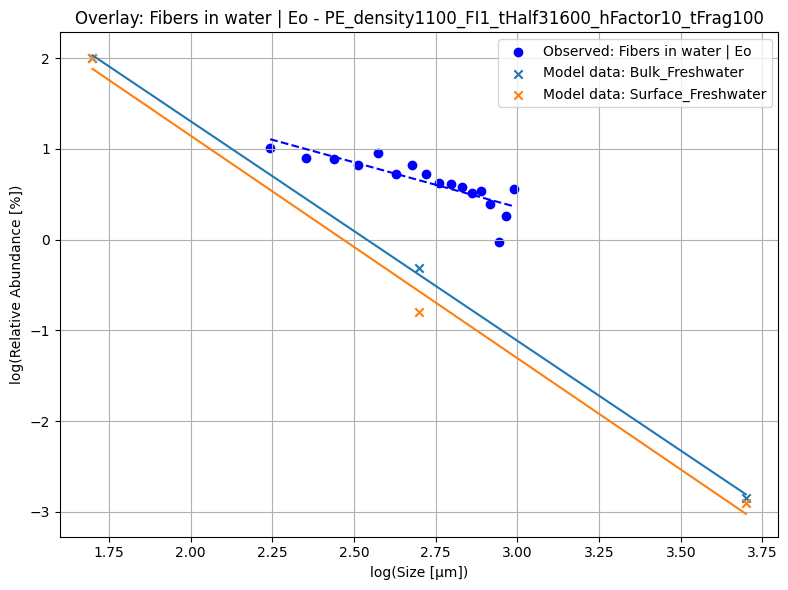 Overlay: Fibers in water | Eo - PE_density1100_FI1_tHalf31600_hFactor10_tFrag100
Observed: Fibers in water | Eo
Model data: Bulk_Freshwater
Model data: Surface_Freshwater
log(Relative Abundance [%])
2
1
0
−1
−2
−3
1.75
2.00
2.25
2.50
2.75
3.00
3.25
3.50
3.75
log(Size [μm])